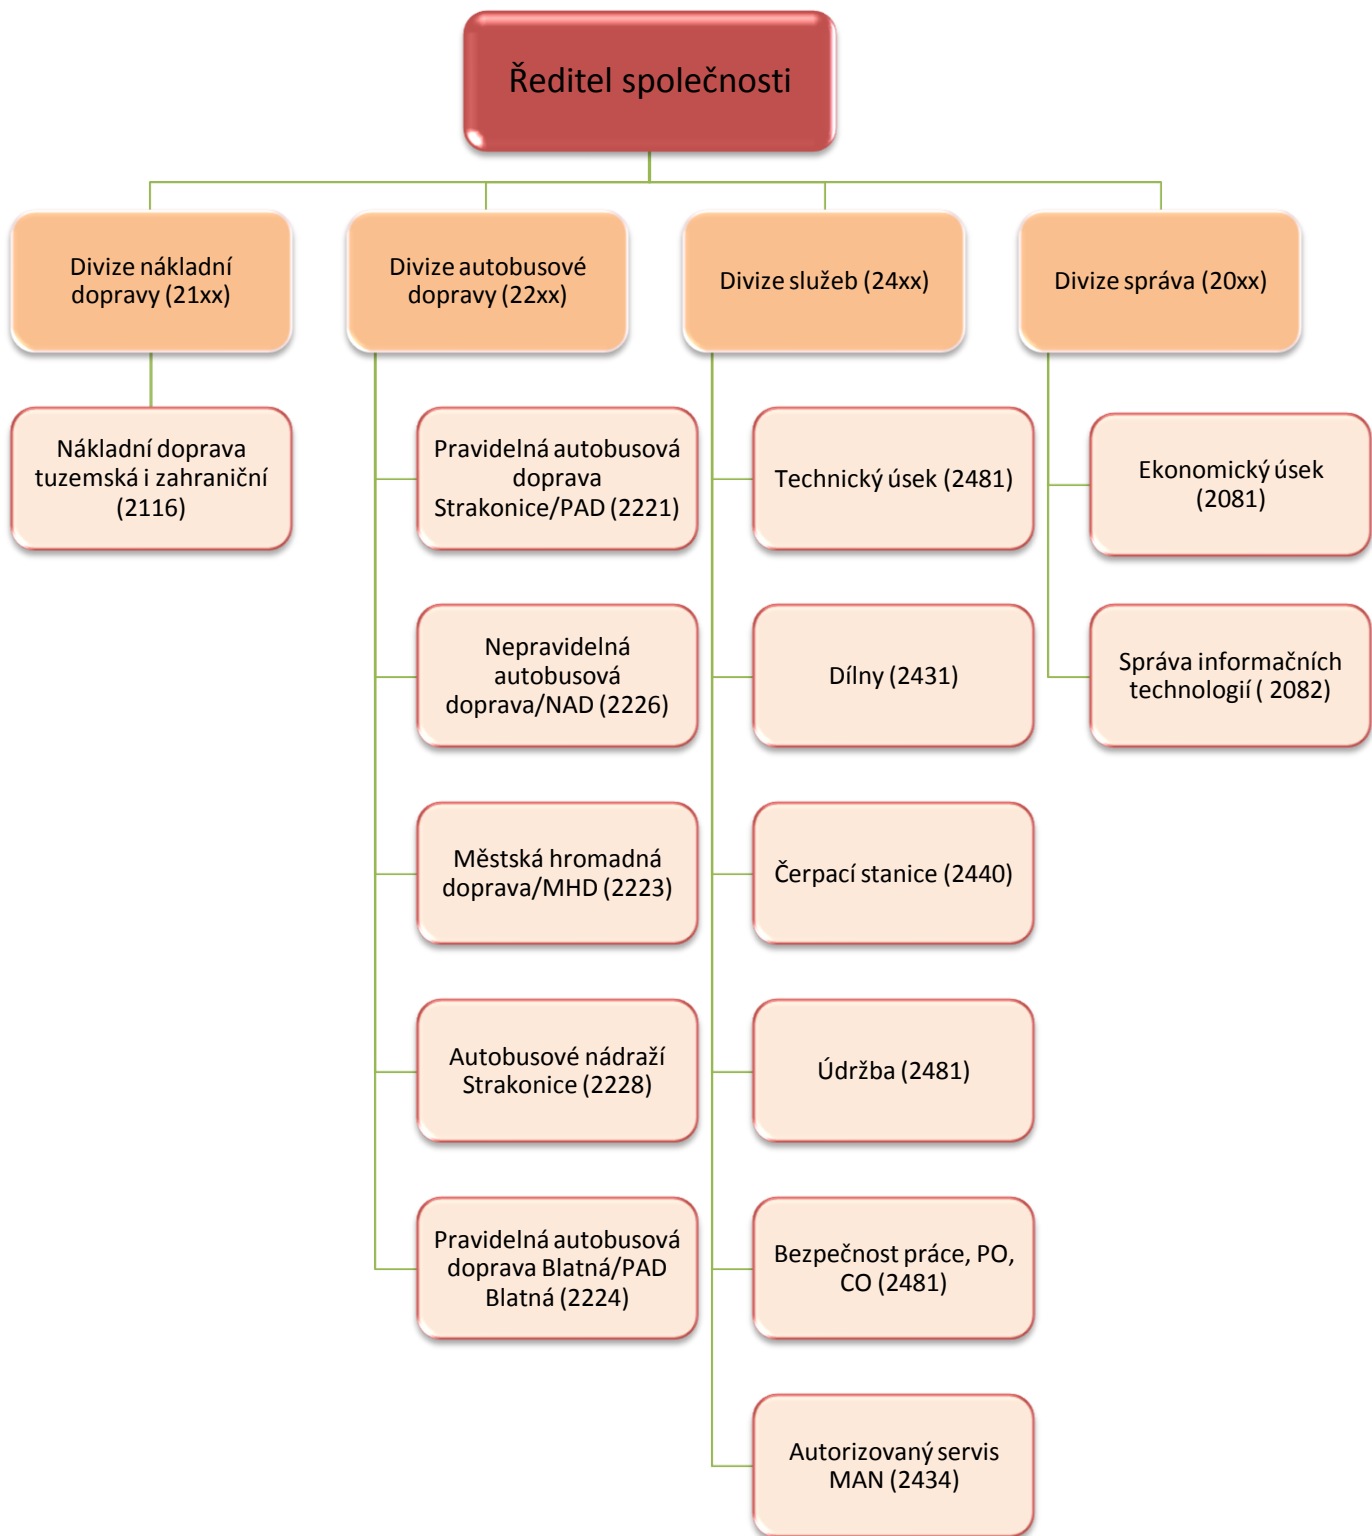 Ředitel společnosti
Divize nákladní
dopravy (21xx)
Divize autobusové
dopravy (22xx)
Divize služeb (24xx)
Divize správa (20xx)
Nákladní doprava
tuzemská i zahraniční
(2116)
Pravidelná autobusová
doprava
Strakonice/PAD (2221)
Nepravidelná
autobusová
doprava/NAD (2226)
Městská hromadná
doprava/MHD (2223)
Autobusové nádraží
Strakonice (2228)
Pravidelná autobusová
doprava Blatná/PAD
Blatná (2224)
Technický úsek (2481)
Dílny (2431)
Čerpací stanice (2440)
Údržba (2481)
Bezpečnost práce, PO,
CO (2481)
Autorizovaný servis
MAN (2434)
Ekonomický úsek
(2081)
Správa informačních
technologií ( 2082)